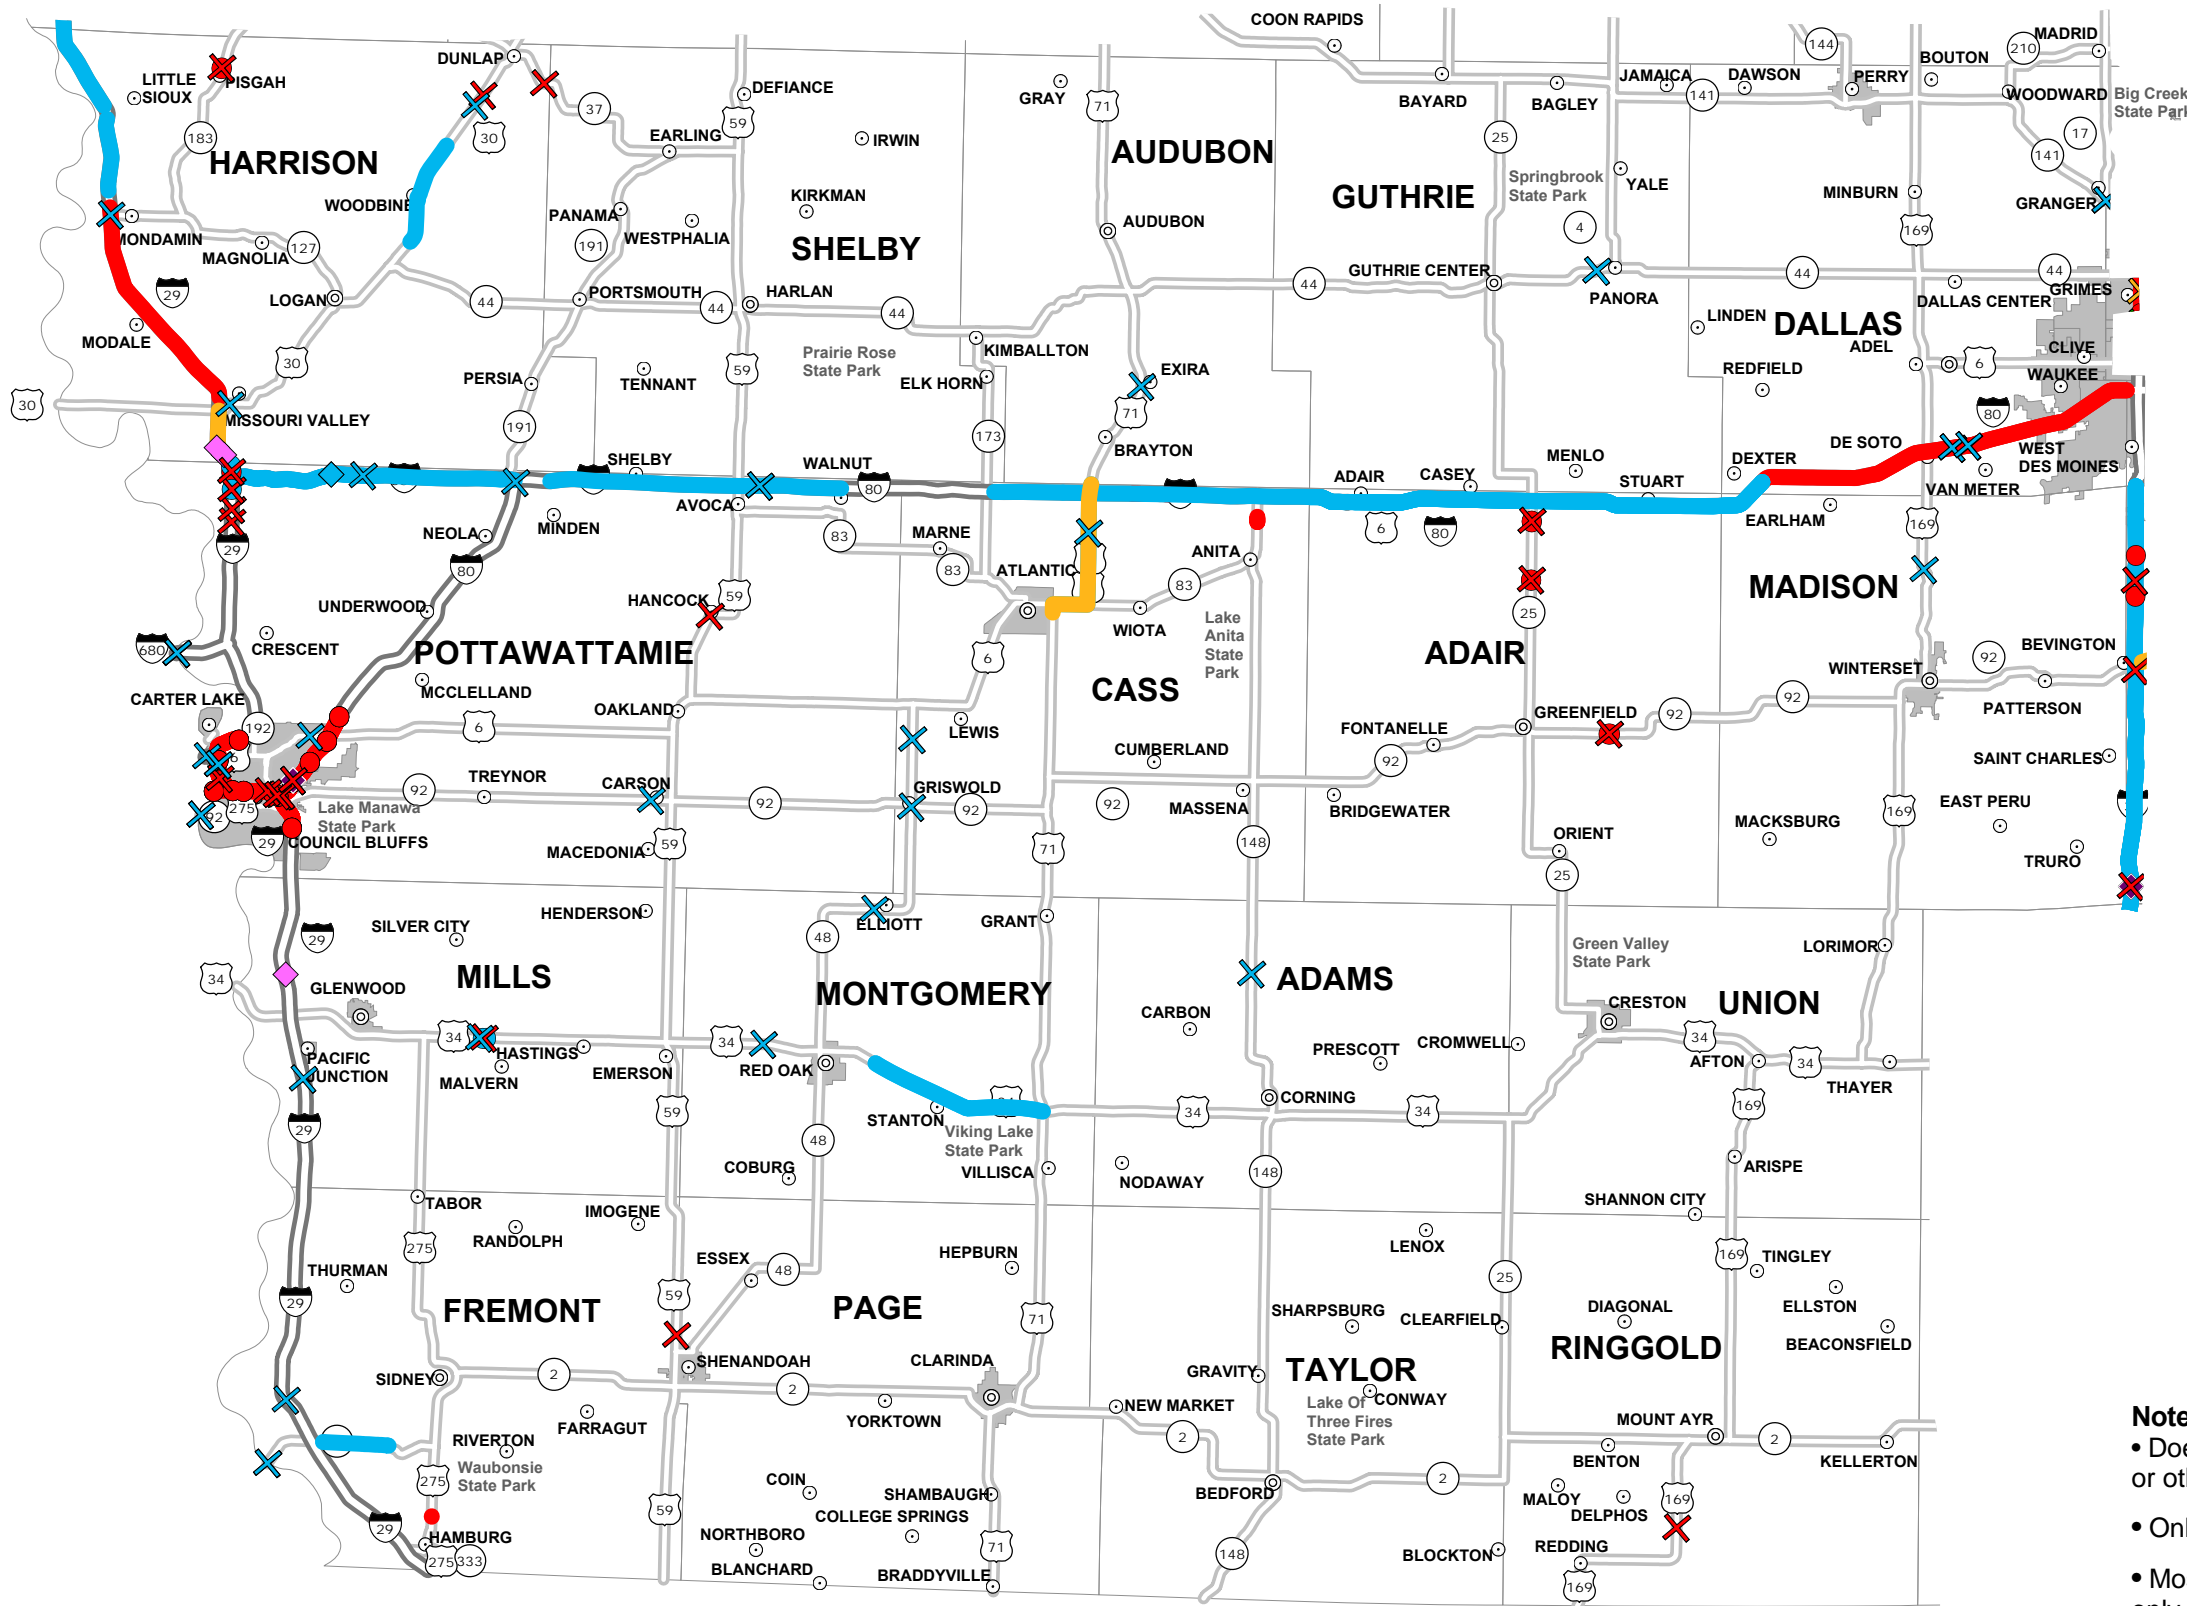 COON RAPIDS
MADRID
144
210
BOUTON
DUNLAP
LITTLE
SIOUX
PISGAH
DEFIANCE
GRAY
71
BAYARD
BAGLEY
JAMAICA
DAWSON
141
PERRY
WOODWARD
Big Creek
State Park
37
59
183
30
EARLING
IRWIN
25
17
141
HARRISON
AUDUBON
GUTHRIE
Springbrook
State Park
YALE
MINBURN
GRANGER
WOODBINE
PANAMA
WESTPHALIA
KIRKMAN
AUDUBON
4
169
MONDAMIN
MAGNOLIA
127
191
SHELBY
29
LOGAN
44
PORTSMOUTH
44
HARLAN
44
44
GUTHRIE CENTER
PANORA
44
44
DALLAS CENTER
GRIMES
MODALE
30
LINDEN
DALLAS
ADEL
6
CLIVE
WAUKEE
PERSIA
TENNANT
59
Prairie Rose
State Park
KIMBALLTON
ELK HORN
EXIRA
REDFIELD
30
MISSOURI VALLEY
191
173
71
BRAYTON
80
DE SOTO
WEST
DES MOINES
SHELBY
WALNUT
80
ADAIR
CASEY
MENLO
STUART
DEXTER
VAN METER
AVOCA
MINDEN
NEOLA
83
MARNE
83
ANITA
6
80
EARLHAM
169
29
80
ATLANTIC
83
UNDERWOOD
HANCOCK
59
WIOTA
25
MADISON
680
CRESCENT
POTTAWATTAMIE
6
Lake
Anita
State
Park
ADAIR
92
BEVINGTON
WINTERSET
CARTER LAKE
MCCLELLAND
CASS
192
6
OAKLAND
LEWIS
CUMBERLAND
FONTANELLE
GREENFIELD
92
92
PATTERSON
92
SAINT CHARLES
TREYNOR
92
CARSON
92
GRISWOLD
92
92
MASSENA
BRIDGEWATER
275
92
Lake Manawa
State Park
29
COUNCIL BLUFFS
MACEDONIA
59
71
148
ORIENT
MACKSBURG
169
EAST PERU
TRURO
25
HENDERSON
SILVER CITY
29
48
ELLIOTT
GRANT
Green Valley
State Park
LORIMOR
34
GLENWOOD
MILLS
MONTGOMERY
ADAMS
CARBON
CRESTON
UNION
34
HASTINGS
MALVERN
PACIFIC
JUNCTION
EMERSON
34
RED OAK
PRESCOTT
CROMWELL
34
AFTON
34
THAYER
29
59
STANTON
Viking Lake
State Park
48
34
CORNING
34
169
COBURG
VILLISCA
NODAWAY
148
ARISPE
TABOR
RANDOLPH
IMOGENE
SHANNON CITY
275
ESSEX
48
HEPBURN
LENOX
169
TINGLEY
THURMAN
29
59
25
ELLSTON
FREMONT
PAGE
71
SHARPSBURG
CLEARFIELD
DIAGONAL
RINGGOLD
BEACONSFIELD
SIDNEY
2
SHENANDOAH
2
CLARINDA
GRAVITY
TAYLOR
Lake Of
Three Fires
State Park
CONWAY
FARRAGUT
YORKTOWN
NEW MARKET
2
MOUNT AYR
2
KELLERTON
RIVERTON
Waubonsie
State Park
275
BENTON
COIN
SHAMBAUGH
COLLEGE SPRINGS
BEDFORD
2
MALOY
DELPHOS
169
29
HAMBURG
275
333
59
NORTHBORO
BLANCHARD
71
BRADDYVILLE
148
BLOCKTON
REDDING
169
Note
• Doe
or oth
• Onl
• Mo